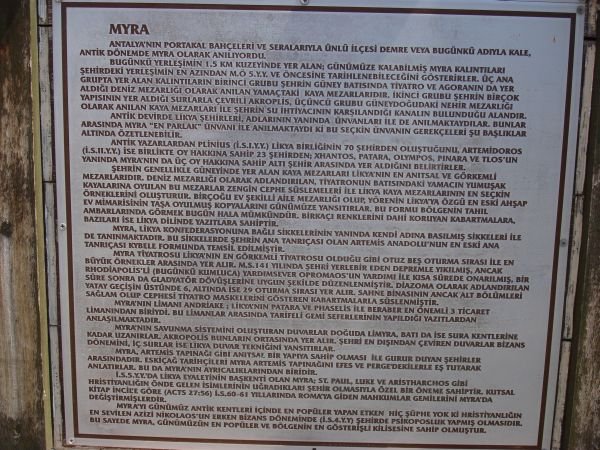 MYRA
ANTALYA'NIN PORTAKAL BAHÇELERİ VE SERALARIYLA ÜNLÜ İLÇESİ DEMRE VEYA BUGÜNKÜ ADIYLA KALE,
ANTİK DÖNEMDE MYRA OLARAK ANILIYORDU.
BUGÜNKÜ YERLEŞİMİN 1.5 KM KUZEYİNDE YER ALAN; GÜNÜMÜZE KALABİLMİŞ MYRA KALINTILARI
ŞEHİRDEKİ YERLEŞİMİN EN AZINDAN M.Ö 5.Y.Y. VE ÖNCESİNE TARİHLENEBİLECEĞİNİ GÖSTERİRLER. ÜÇ ANA
GRUPTA YER ALAN KALINTILARIN BİRİNCİ GRUBU ŞEHRİN GÜNEY BATISINDA TİYATRO VE AGORANIN DA YER
ALDIĞI DENİZ MEZARLIĞI OLARAK ANILAN YAMAÇTAKİ KAYA MEZARLARIDIR. İKİNCİ GRUBU ŞEHRİN BİRÇOK
YAPISININ YER ALDIĞI SURLARLA ÇEVRİLİ AKROPLİS, ÜÇÜNCÜ GRUBU GÜNEYDOĞUDAKİ NEHİR MEZARLIĞI
OLARAK ANILAN KAYA MEZARLARI İLE ŞEHRİN SU İHTİYACININ KARŞILANDIĞI KANALIN BULUNDUĞU ALANDIR.
ANTİK DEVİRDE LİKYA ŞEHİRLERİ, ADLARININ YANINDA, ÜNVANLARI İLE DE ANILMAKTAYDILAR. BUNLAR
ARASINDA MYRA "EN PARLAK" ÜNVANI İLE ANILMAKTAYDI Kİ BU SEÇKİN ÜNVANIN GEREKÇELERİ ŞU BAŞLIKLAR
ALTINDA ÖZETLENEBİLİR.
ANTİK YAZARLARDAN PLİNİUS (İ.S.I.Y.Y.) LİKYA BİRLİĞİNİN 70 ŞEHİRDEN OLUŞTUĞUNU, ARTEMİDOROS
(İ.S.II.Y.Y.) İSE BİRLİKTE OY HAKKINA SAHİP 23 ŞEHİRDEN; XHANTOS, PATARA, OLYMPOS, PINARA VE TLOS'UN
YANINDA MYRA'NIN DA ÜÇ OY HAKKINA SAHİP ALTI ŞEHİR ARASINDA YER ALDIĞINI BELİRTİRLER.
ŞEHRİN GENELLİKLE GÜNEYİNDE YER ALAN KAYA MEZARLARI LİKYA'NIN EN ANITSAL VE GÖRKEMLİ
MEZARLARIDIR. DENİZ MEZARLIĞI OLARAK ADLANDIRILAN, TİYATRONUN BATISINDAKİ YAMACIN YUMUŞAK
KAYALARINA OYULAN BU MEZARLAR ZENGİN CEPHE SÜSLEMELERİ İLE LİKYA KAYA MEZARLARININ EN SEÇKİN
ÖRNEKLERİNİ OLUŞTURUR. BİRÇOĞU EV ŞEKİLLİ AİLE MEZARLIĞI OLUP, YÖRENİN LİKYA'YA ÖZGÜ EN ESKİ AHŞAP
EV MİMARİSİNİN TAŞA OYULMUŞ KOPYALARINI GÜNÜMÜZE YANSITIRLAR. BU FORMU BÖLGENİN TAHIL
AMBARLARINDA GÖRMEK BUGÜN HALA MÜMKÜNDÜR. BİRKAÇI RENKLERİNİ DAHİ KORUYAN KABARTMALARA,
BAZILARI İSE LİKYA DİLİNDE YAZITLARA SAHİPTİR.
MYRA, LİKYA KONFEDERASYONUNA BAĞLI SİKKELERİNİN YANINDA KENDİ ADINA BASILMIŞ SİKKELERİ İLE
DE TANINMAKTADIR. BU SİKKELERDE ŞEHRİN ANA TANRIÇASI OLAN ARTEMİS ANADOLU'NUN EN ESKİ ANA
TANRIÇASI KYBELE FORMUNDA TEMSİL EDİLMİŞTİR.
MYRA TİYATROSU LİKYA'NIN EN GÖRKEMLİ TİYATROSU OLDUĞU GİBİ OTUZ BEŞ OTURMA SIRASI İLE EN
BÜYÜK ÖRNEKLER ARASINDA YER ALIR. M.S.141 YILINDA ŞEHRİ YERLEBİR EDEN DEPREMLE YIKILMIŞ, ANCAK
RHODİAPOLİS'Lİ (BUGÜNKÜ KUMLUCA) YARDIMSEVER OPROMAOS'UN YARDIMI İLE KISA SÜREDE ONARILMIŞ, BİR
SÜRE SONRA DA GLADYATÖR DÖVÜŞLERİNE UYGUN ŞEKİLDE DÜZENLENMİŞTİR. DİAZOMA OLARAK ADLANDIRILAN
YATAY GEÇİŞİN ÜSTÜNDE 6, ALTINDA İSE 29 OTURMA SIRASI YER ALIR. SAHNE BİNASININ ANCAK ALT BÖLÜMLERİ
SAĞLAM OLUP CEPHESİ TİYATRO MASKELERİNİ GÖSTEREN KABARTMALARLA SÜSLENMİŞTİR.
MYRA'NIN LİMANI ANDRİAKE ; LİKYA'NIN PATARA VE PHASELİS İLE BERABER EN ÖNEMLİ 3 TİCARET
LİMANINDAN BİRİYDİ. BU LİMANLAR ARASINDA TARİFELİ GEMİ SEFERLERİNİN YAPILDIĞI YAZITLARDAN
ANLAŞILMAKTADIR.
MYRA'NIN SAVUNMA SİSTEMİNİ OLUŞTURAN DUVARLAR DOĞUDA LİMYRA, BATI DA İSE SURA KENTLERİNE
KADAR UZANIRLAR. AKROPOLİS BUNLARIN ORTASINDA YER ALIR. ŞEHRİ EN DIŞINDAN ÇEVİREN DUVARLAR BİZANS
DÖNEMİNİ, İÇ SURLAR İSE LİKYA DUVAR TEKNİĞİNİ YANSITIRLAR.
MYRA, ARTEMİS TAPINAĞI GİBİ ANITSAL BİR YAPIYA SAHİP OLMASI İLE GURUR DUYAN ŞEHİRLER
ARASINDADIR. ESKİÇAĞ TARİHÇİLERİ MYRA ARTEMİS TAPINAĞINI EFES VE PERGE'DEKİLERLE EŞ TUTARAK
ANLATIRLAR. BU DA MYRA'NIN AYRICALIKLARINDAN BİRİDİR.
İ.S.5.Y.Y.'DA LİKYA EYALETİNİN BAŞKENTİ OLAN MYRA; ST. PAUL, LUKE VE ARİSTHARCHOS GİBİ
HRİSTİYANLIĞIN ÖNDE GELEN İSİMLERİNİN UĞRADIKLARI ŞEHİR OLMASIYLA ÖZEL BİR ÖNEME SAHİPTİR. KUTSAL
KİTAP İNCİL'E GÖRE (ACTS 27:56) İ.S.60-61 YILLARINDA ROMA'YA GİDEN MAHKUMLAR GEMİLERİNİ MYRA'DA
DEĞİŞTİRMİŞLERDİR.
MYRA'YI GÜNÜMÜZ ANTİK KENTLERİ İÇİNDE EN POPÜLER YAPAN ETKEN HİÇ ŞÜPHE YOK Kİ HRİSTİYANLIĞIN
EN SEVİLEN AZİZİ NİKOLAOS'UN ERKEN BİZANS DÖNEMİNDE (İ.S.4.Y.Y) ŞEHİRDE PSİKOPOSLUK YAPMIŞ OLMASIDIR.
BU SAYEDE MYRA, GÜNÜMÜZÜN EN POPÜLER VE BÖLGENİN EN GÖSTERİŞLİ KİLİSESİNE SAHİP OLMUŞTUR.